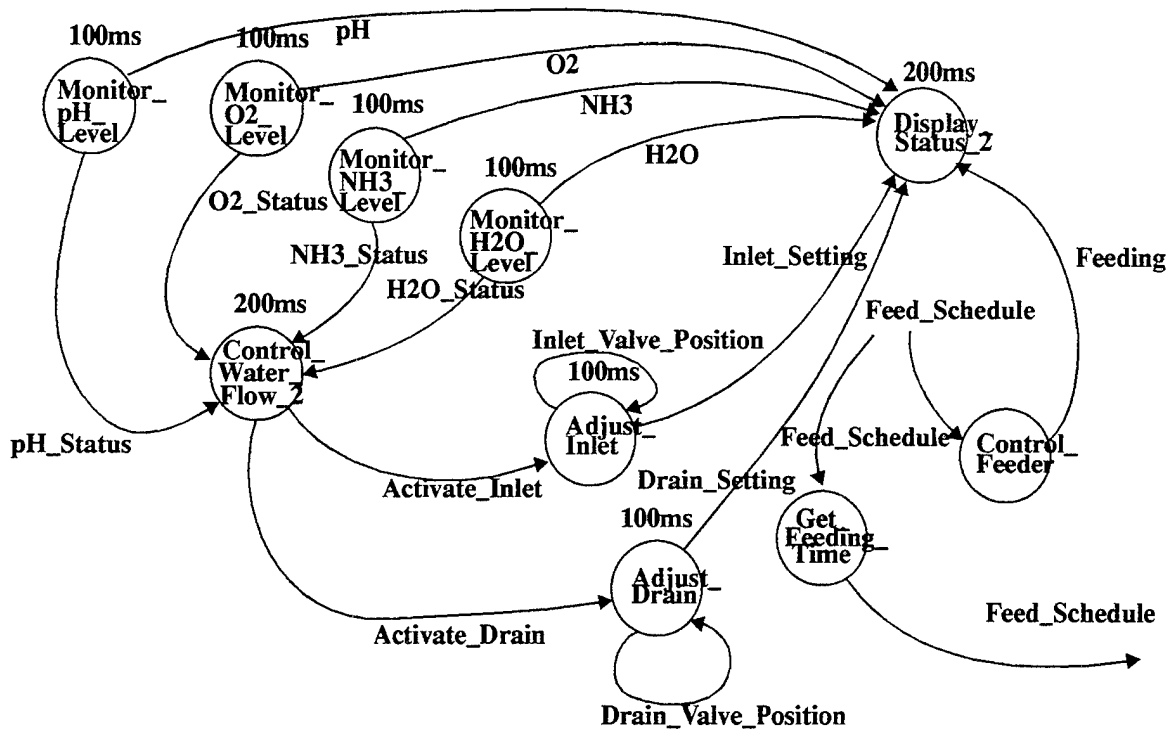 100ms
100ms
pH
O2
200ms
Monitor_
pH_
Level
Monitor_
O2_
Level
100ms
NH3
Display_
Status_2
Monitor_
NH3_
Level
100ms
H2O
O2_Status
Monitor_
H2O_
Level
NH3_Status
H2O_Status
Inlet_Setting
Feeding
200ms
Control_
Water_
Flow_2
Feed_Schedule
Inlet_Valve_Position
100ms
Adjust_
Inlet
pH_Status
Feed_Schedule
Control_
Feeder
Activate_Inlet
Drain_Setting
100ms
Get_
Feeding_
Time
Adjust_
Drain
Feed_Schedule
Activate_Drain
Drain_Valve_Position